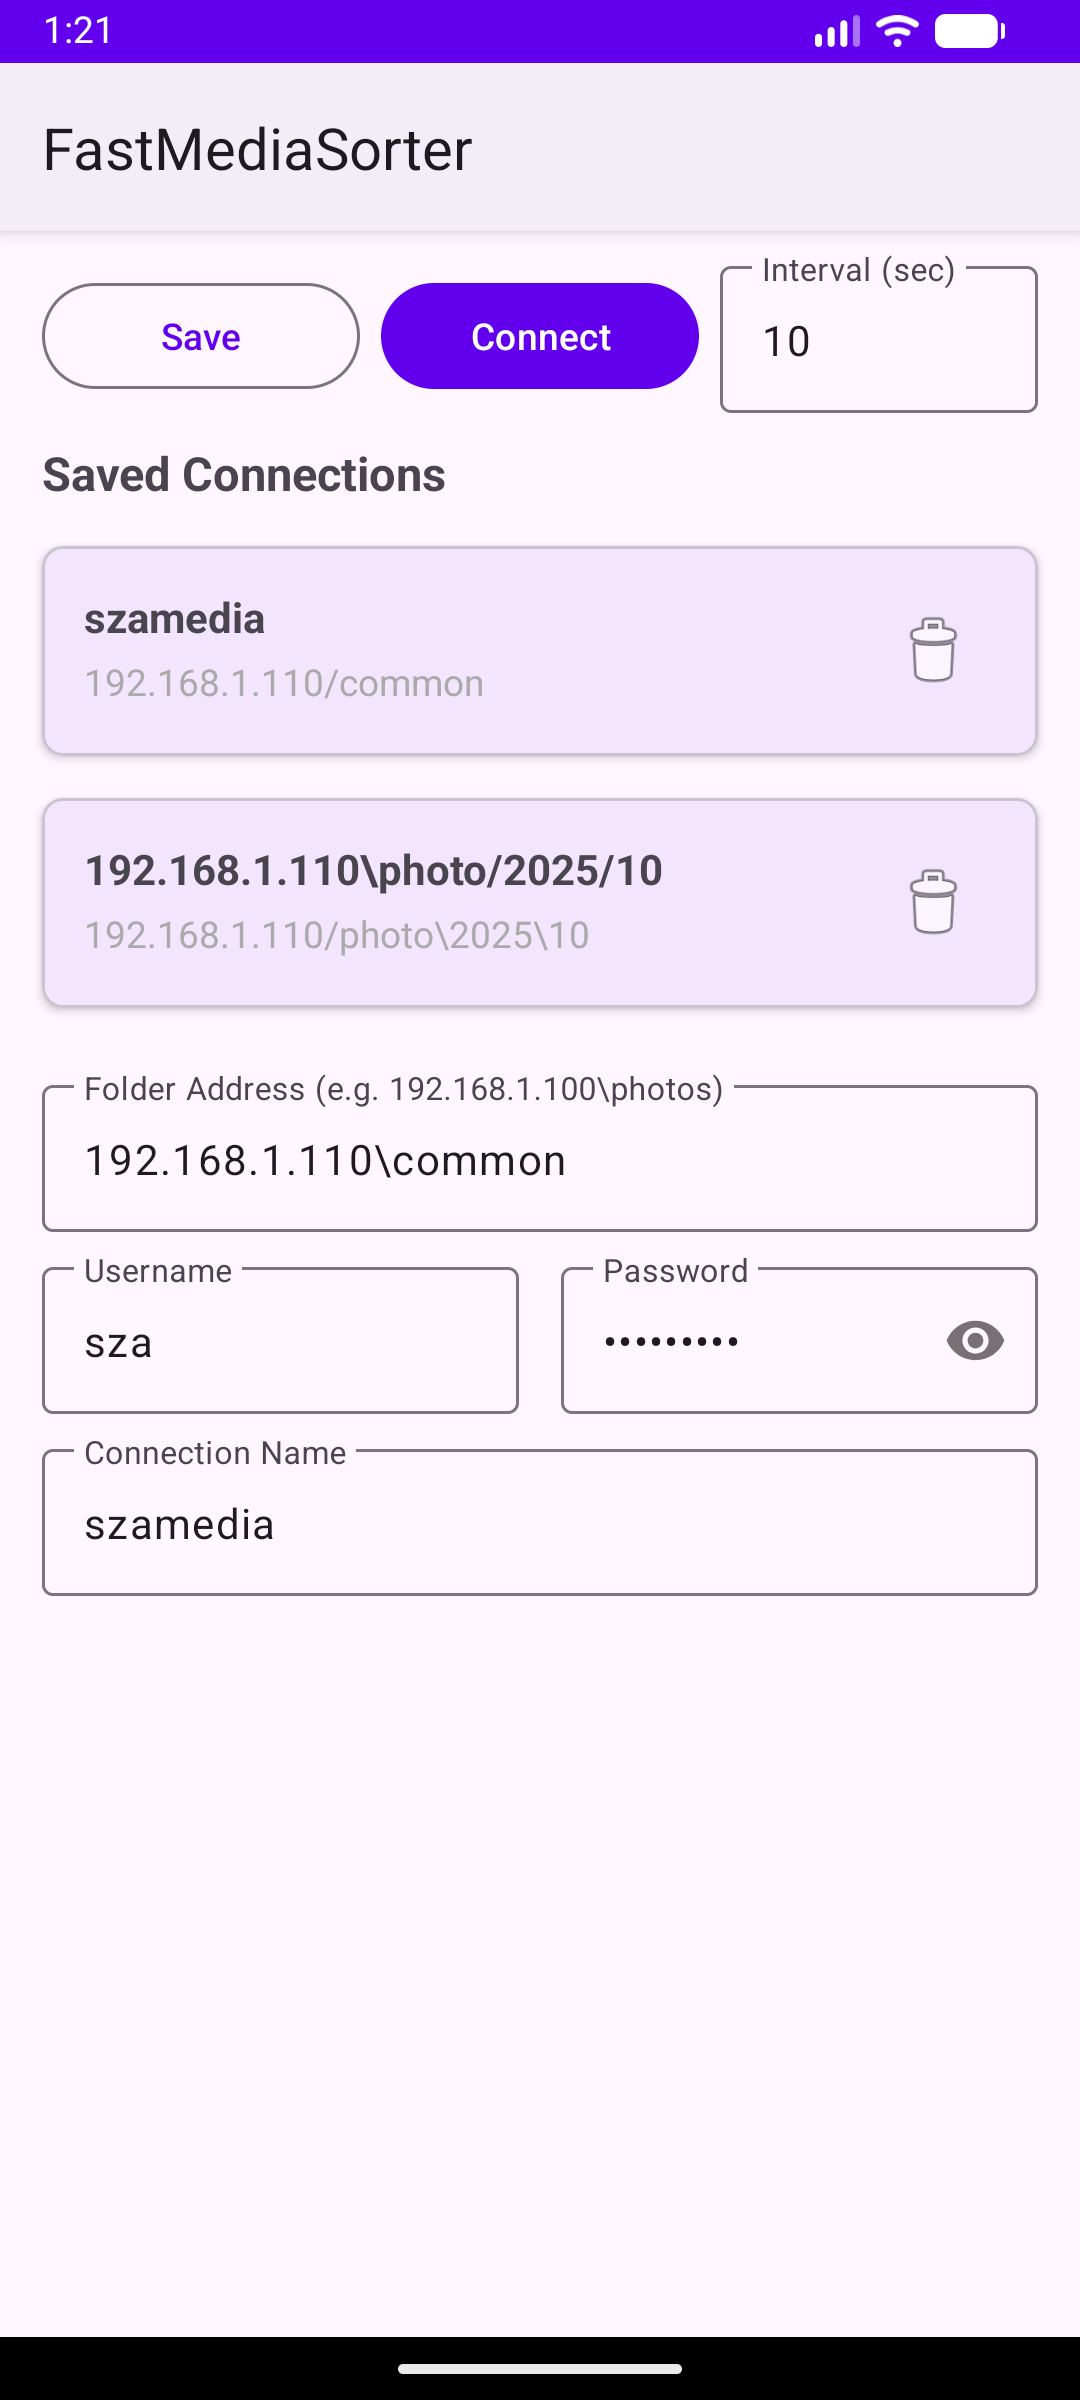 1:21
FastMediaSorter
Save
Connect
Interval (sec)
10
Saved Connections
szamedia
192.168.1.110/common
192.168.1.110\photo/2025/10
192.168.1.110/photo\2025\10
Folder Address (e.g. 192.168.1.100\photos)
192.168.1.110\common
Username
sza
Password
•••••••••
Connection Name
szamedia